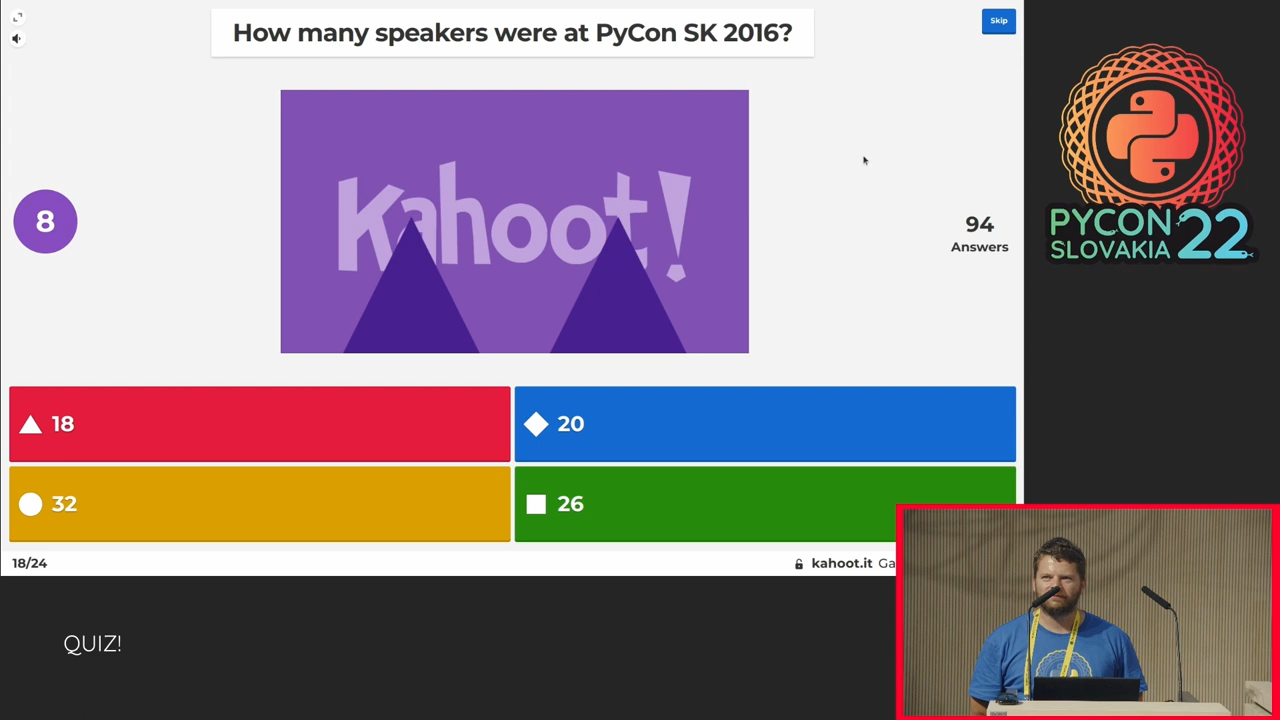 How many speakers were at PyCon SK 2016?
Skip
Kahoot!
8
94
Answers
18
20
32
26
18/24
kahoot.it Ga
PYCON
SLOVAKIA
22
QUIZ!